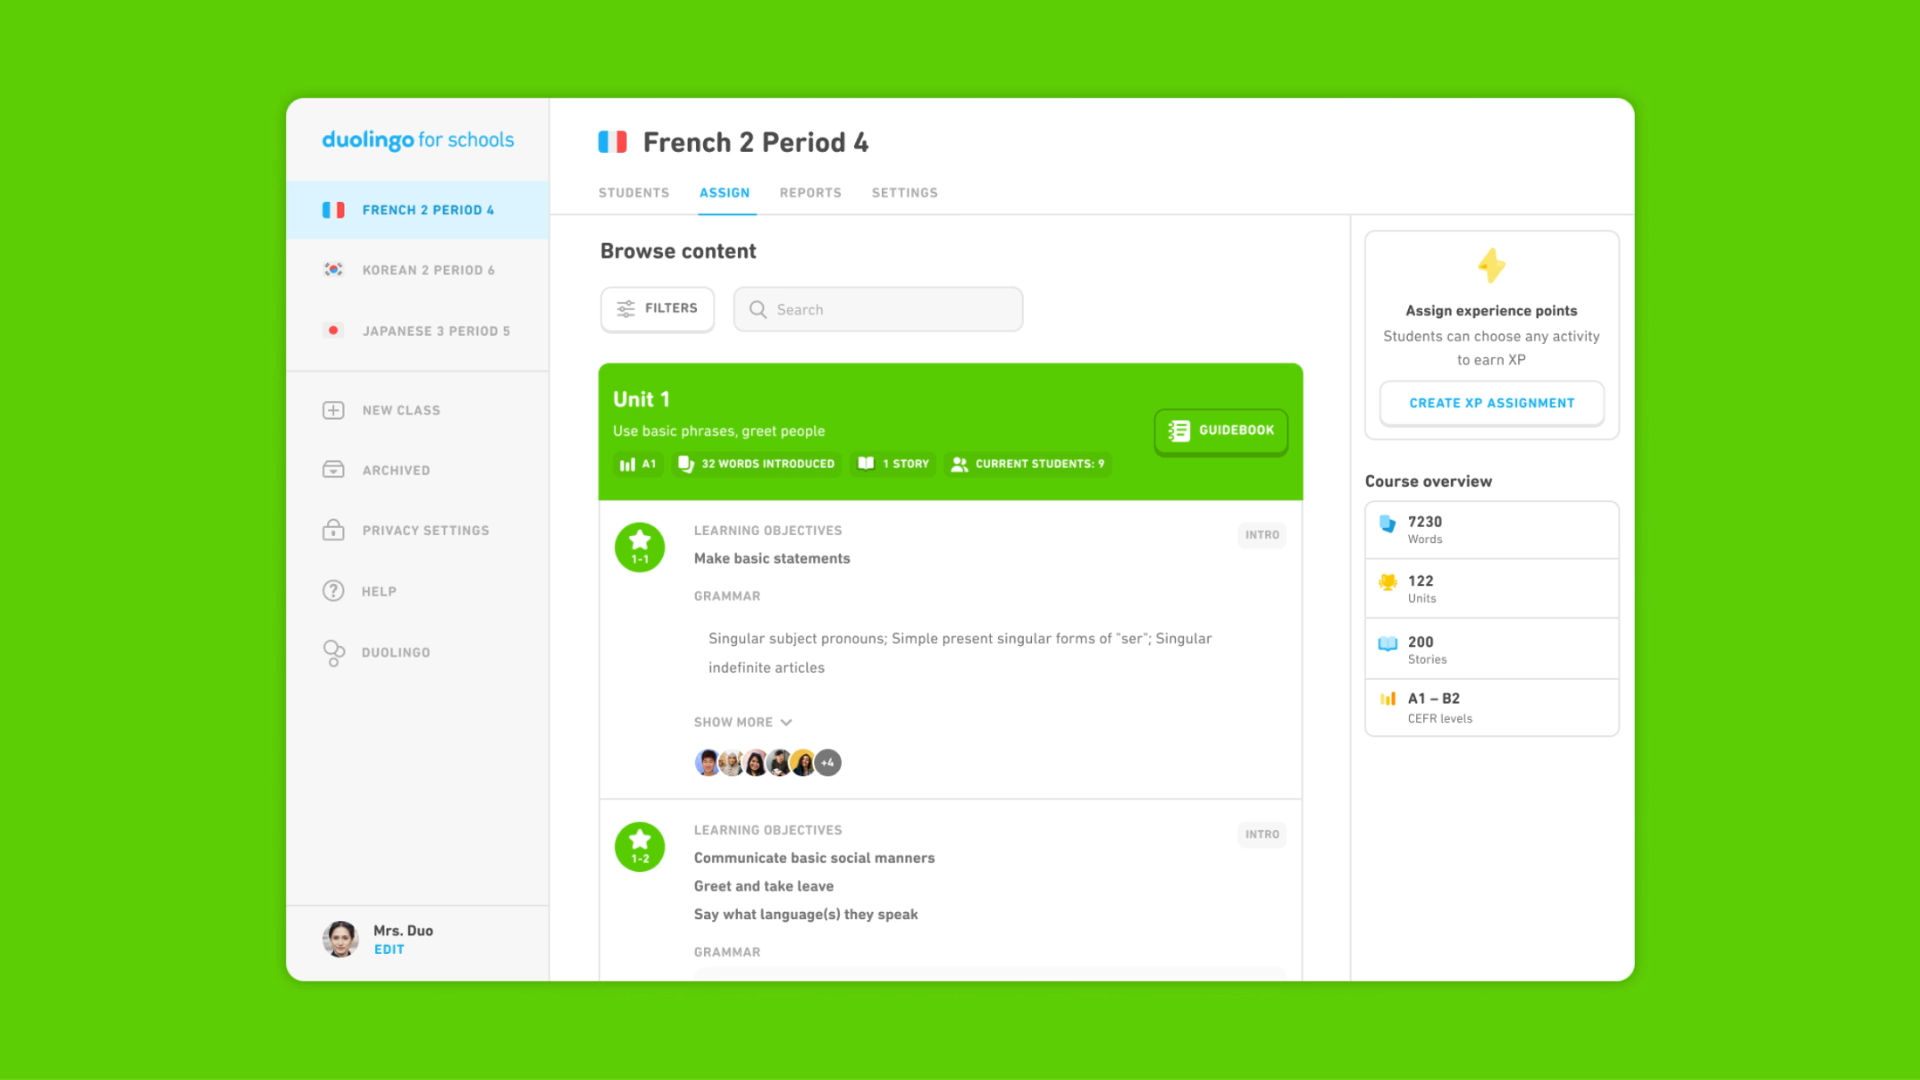 duolingo for schools
FRENCH 2 PERIOD 4
KOREAN 2 PERIOD 6
JAPANESE 3 PERIOD 5
NEW CLASS
ARCHIVED
PRIVACY SETTINGS
HELP
DUOLINGO
Mrs. Duo
EDIT
French 2 Period 4
STUDENTS ASSIGN REPORTS SETTINGS
Browse content
FILTERS Search
Unit 1
Use basic phrases, greet people
A1 32 WORDS INTRODUCED 1 STORY CURRENT STUDENTS: 9
GUIDEBOOK
1-1
LEARNING OBJECTIVES
INTRO
Make basic statements
GRAMMAR
Singular subject pronouns; Simple present singular forms of "ser"; Singular
indefinite articles
SHOW MORE
+4
1-2
LEARNING OBJECTIVES
INTRO
Communicate basic social manners
Greet and take leave
Say what language(s) they speak
GRAMMAR
Assign experience points
Students can choose any activity
to earn XP
CREATE XP ASSIGNMENT
Course overview
7230
Words
122
Units
200
Stories
A1 – B2
CEFR levels